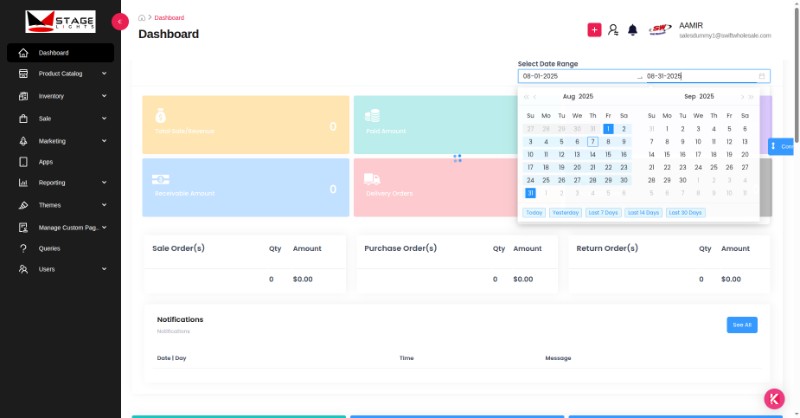 STAGE
LIGHTS
Dashboard
Product Catalog
Inventory
Sale
Marketing
Apps
Reporting
Themes
Manage Custom Pag..
Queries
Users
Dashboard
Dashboard
AAMIR
salesdummy1@swiftwholesale.com
Select Date Range
08-01-2025 → 08-31-2025
Aug 2025
Su Mo Tu We Th Fr Sa
27 28 29 30 31 1 2
3 4 5 6 7 8 9
10 11 12 13 14 15 16
17 18 19 20 21 22 23
24 25 26 27 28 29 30
31 1 2 3 4 5 6
Sep 2025
Su Mo Tu We Th Fr Sa
31 1 2 3 4 5 6
7 8 9 10 11 12 13
14 15 16 17 18 19 20
21 22 23 24 25 26 27
28 29 30 1 2 3 4
5 6 7 8 9 10 11
Today Yesterday Last 7 Days Last 14 Days Last 30 Days
0
Paid Amount
Receivable Amount
0
Delivery Orders
Sale Order(s) Qty Amount
0 $0.00
Purchase Order(s) Qty Amount
0 $0.00
Return Order(s) Qty Amount
0 $0.00
Notifications
Notifications
See All
Date | Day Time Message